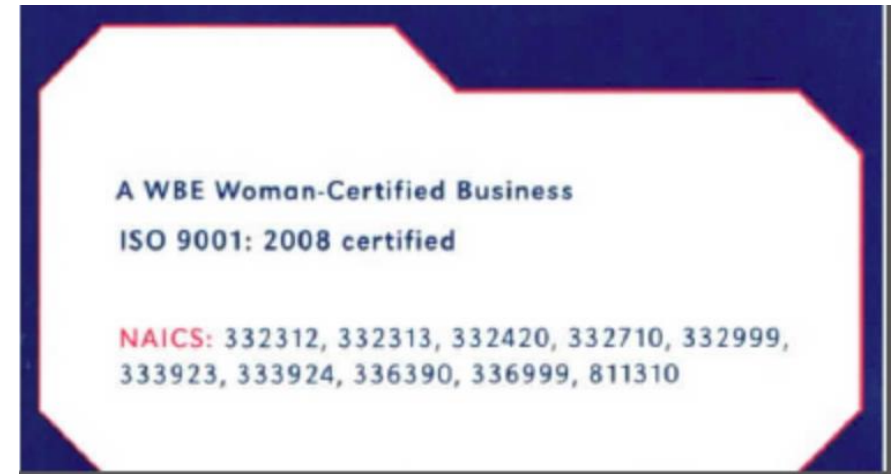 A WBE Woman-Certified Business
ISO 9001: 2008 certified
NAICS: 332312, 332313, 332420, 332710, 332999,
333923, 333924, 336390, 336999, 811310